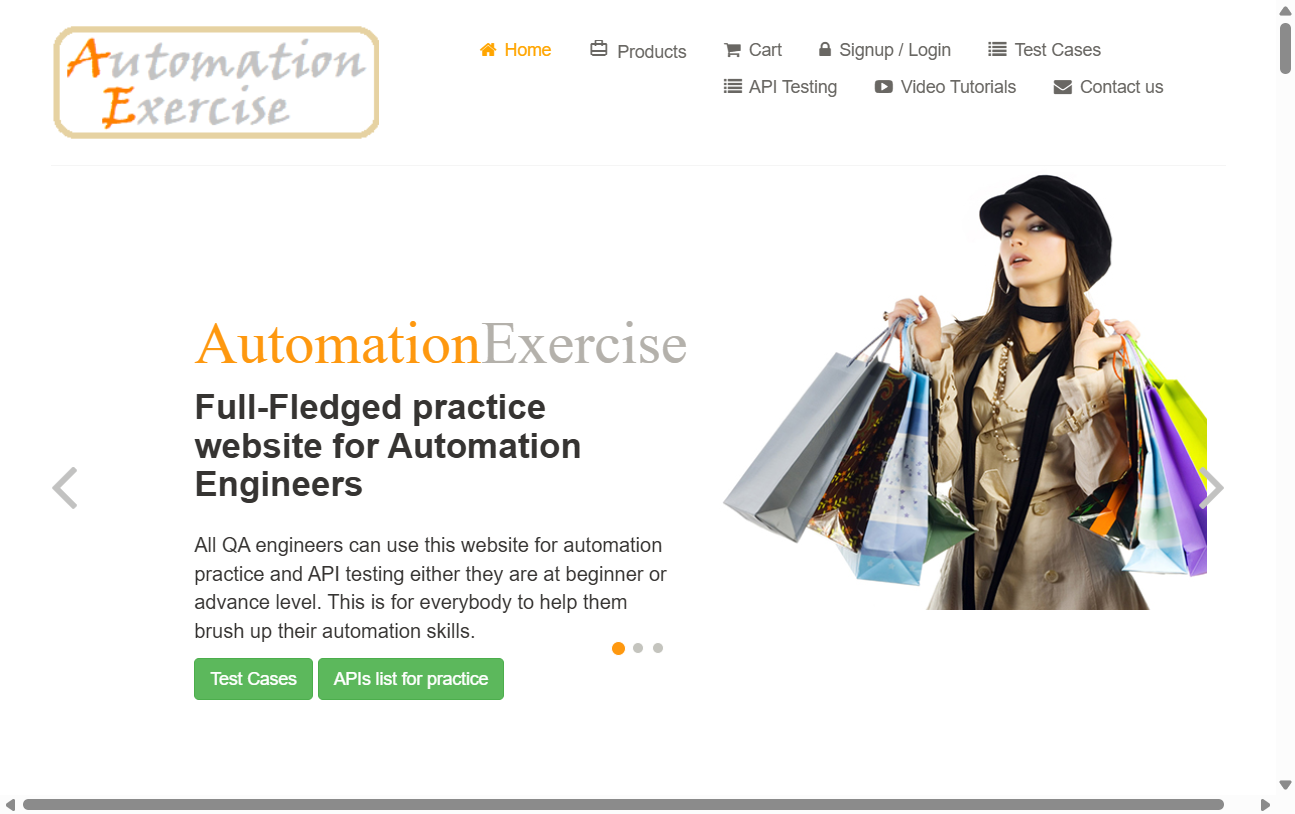 Automation
Exercise
Home
Products
Cart
Signup / Login
Test Cases
API Testing
Video Tutorials
Contact us
AutomationExercise
Full-Fledged practice
website for Automation
Engineers
All QA engineers can use this website for automation
practice and API testing either they are at beginner or
advance level. This is for everybody to help them
brush up their automation skills.
Test Cases
APIs list for practice